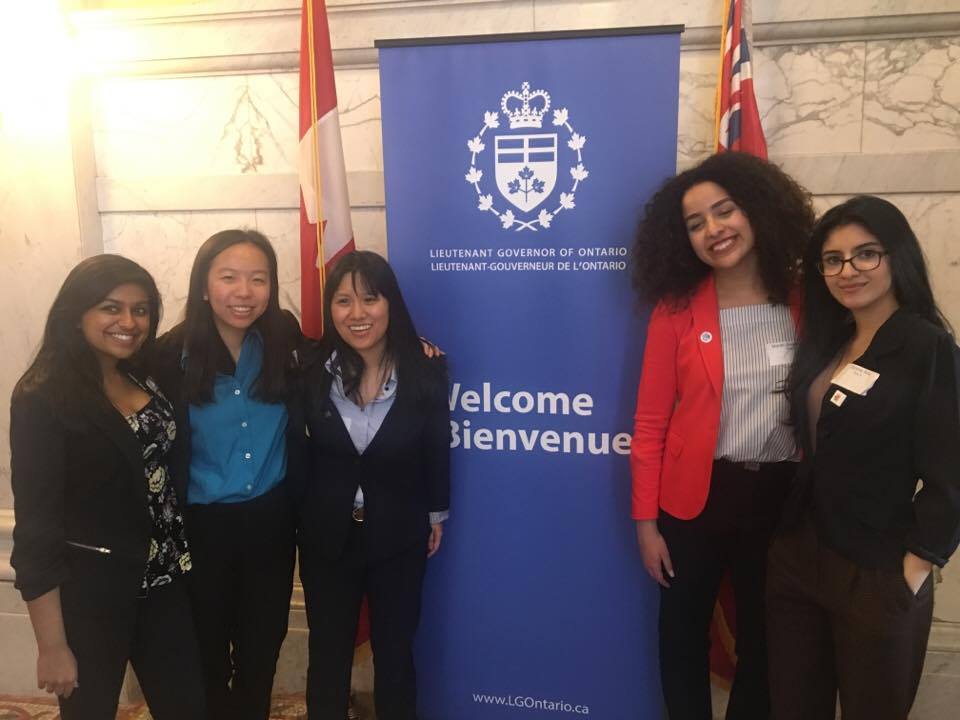 LIEUTENANT GOVERNOR OF ONTARIO
LIEUTENANT-GOUVERNEUR DE L'ONTARIO
Welcome
Bienvenue
www.LGOntario.ca